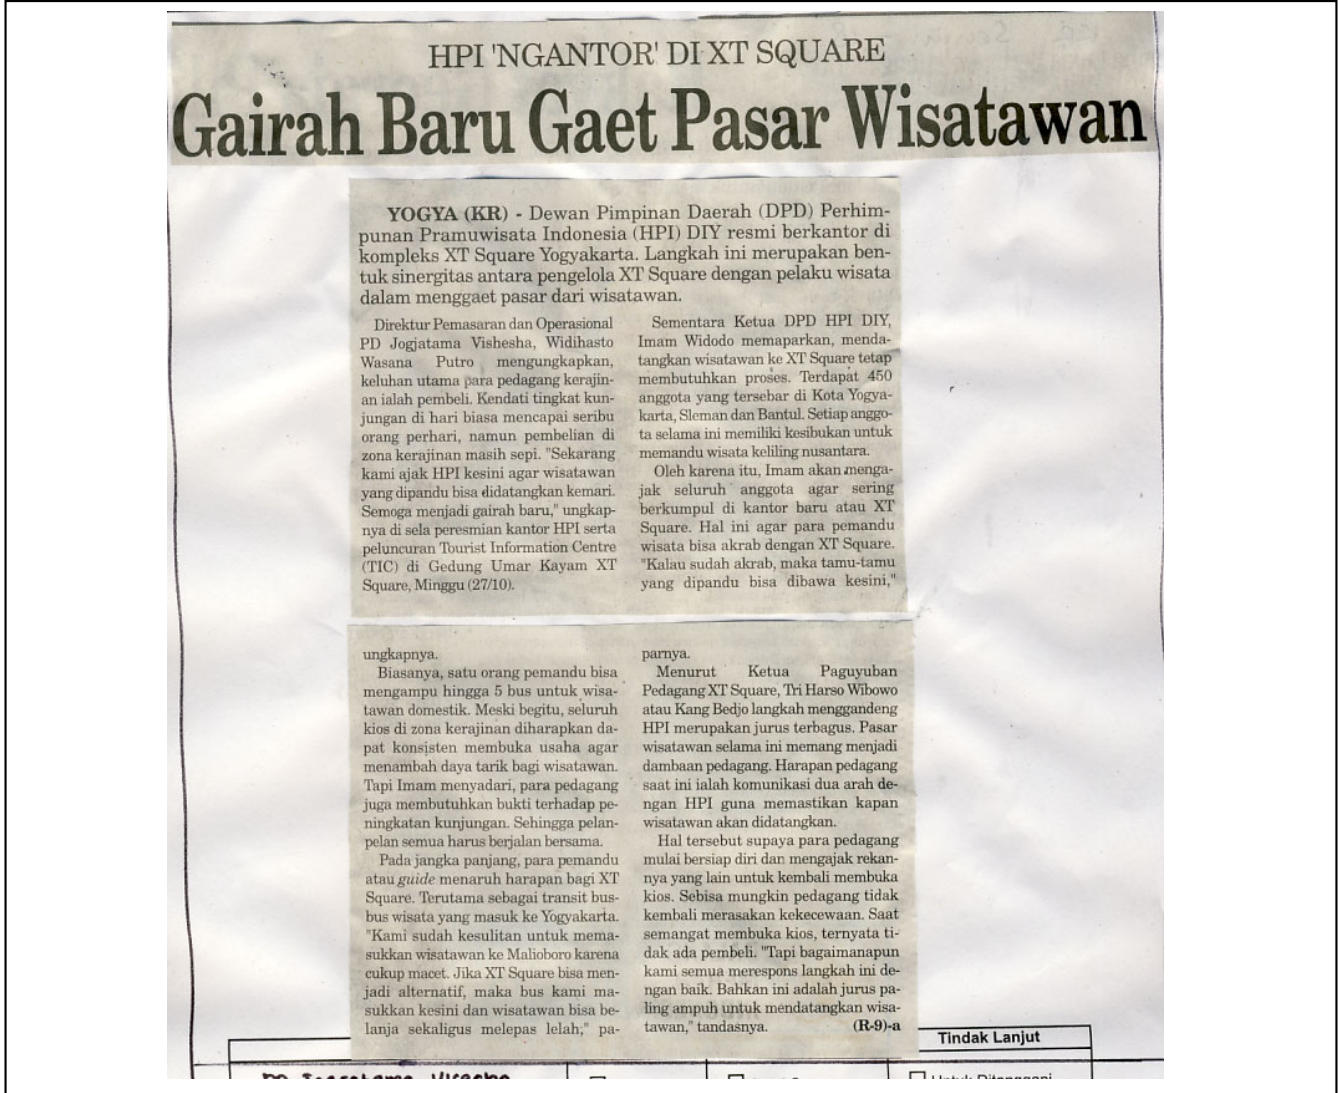 HPI 'NGANTOR' DI XT SQUARE
Gairah Baru Gaet Pasar Wisatawan
YOGYA (KR) - Dewan Pimpinan Daerah (DPD) Perhim-
punan Pramuwisata Indonesia (HPI) DIY resmi berkantor di
kompleks XT Square Yogyakarta. Langkah ini merupakan ben-
tuk sinergitas antara pengelola XT Square dengan pelaku wisata
dalam menggaet pasar dari wisatawan.
Direktur Pemasaran dan Operasional
PD Jogjatama Vishesha, Widihasto
Wasana Putro mengungkapkan,
keluhan utama para pedagang kerajin-
an ialah pembeli. Kendati tingkat kun-
jungan di hari biasa mencapai seribu
orang perhari, namun pembelian di
zona kerajinan masih sepi. "Sekarang
kami ajak HPI kesini agar wisatawan
yang dipandu bisa didatangkan kemari.
Semoga menjadi gairah baru," ungkap-
nya di sela peresmian kantor HPI serta
peluncuran Tourist Information Centre
(TIC) di Gedung Umar Kayam XT
Square, Minggu (27/10).
Sementara Ketua DPD HPI DIY,
Imam Widodo memaparkan, menda-
tangkan wisatawan ke XT Square tetap
membutuhkan proses. Terdapat 450
anggota yang tersebar di Kota Yogya-
karta, Sleman dan Bantul. Setiap anggo-
ta selama ini memiliki kesibukan untuk
memandu wisata keliling nusantara.
Oleh karena itu, Imam akan menga-
jak seluruh anggota agar sering
berkumpul di kantor baru atau XT
Square. Hal ini agar para pemandu
wisata bisa akrab dengan XT Square.
"Kalau sudah akrab, maka tamu-tamu
yang dipandu bisa dibawa kesini,"
ungkapnya.
Biasanya, satu orang pemandu bisa
mengampu hingga 5 bus untuk wisa-
tawan domestik. Meski begitu, seluruh
kios di zona kerajinan diharapkan da-
pat konsisten membuka usaha agar
menambah daya tarik bagi wisatawan.
Tapi Imam menyadari, para pedagang
juga membutuhkan bukti terhadap pe-
ningkatan kunjungan. Sehingga pelan-
pelan semua harus berjalan bersama.
Pada jangka panjang, para pemandu
atau guide menaruh harapan bagi XT
Square. Terutama sebagai transit bus-
bus wisata yang masuk ke Yogyakarta.
"Kami sudah kesulitan untuk mema-
sukkan wisatawan ke Malioboro karena
cukup macet. Jika XT Square bisa men-
jadi alternatif, maka bus kami ma-
sukkan kesini dan wisatawan bisa be-
lanja sekaligus melepas lelah," pa-
parnya.
Menurut Ketua Paguyuban
Pedagang XT Square, Tri Harso Wibowo
atau Kang Bedjo langkah menggandeng
HPI merupakan jurus terbagus. Pasar
wisatawan selama ini memang menjadi
dambaan pedagang. Harapan pedagang
saat ini ialah komunikasi dua arah de-
ngan HPI guna memastikan kapan
wisatawan akan didatangkan.
Hal tersebut supaya para pedagang
mulai bersiap diri dan mengajak rekan-
nya yang lain untuk kembali membuka
kios. Sebisa mungkin pedagang tidak
kembali merasakan kekecewaan. Saat
semangat membuka kios, ternyata ti-
dak ada pembeli. "Tapi bagaimanapun
kami semua merespons langkah ini de-
ngan baik. Bahkan ini adalah jurus pa-
ling ampuh untuk mendatangkan wisa-
tawan," tandasnya. (R-9)-a
Tindak Lanjut